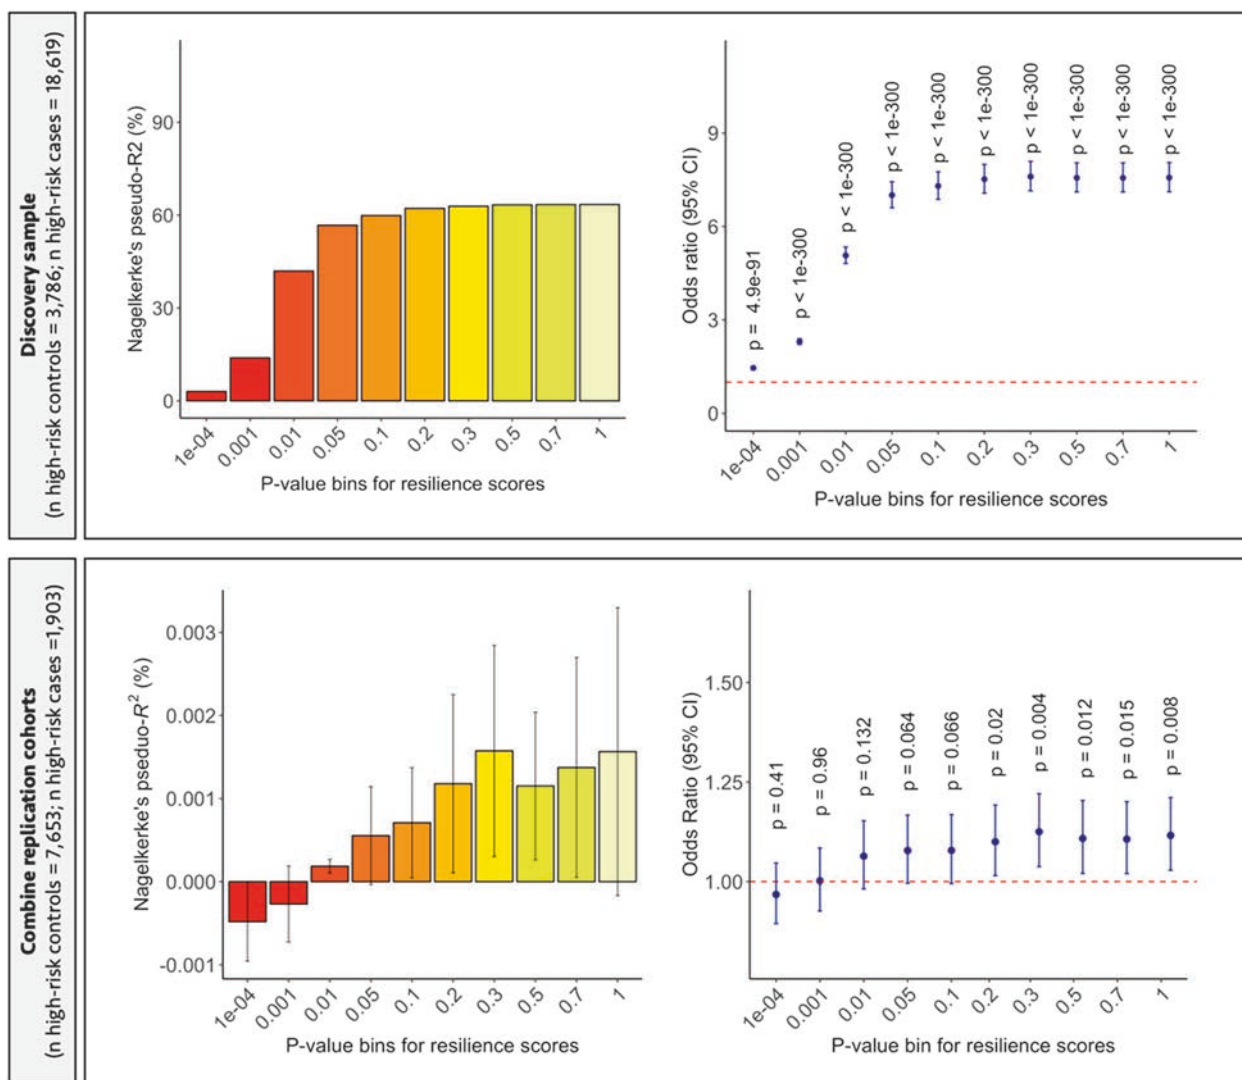 Discovery sample
(n high-risk controls = 3,786; n high-risk cases = 18,619)
Nagelkerke's pseudo-R2 (%)
90
60
30
0
1e-04
0.001
0.01
0.05
0.1
0.2
0.3
0.5
0.7
1
P-value bins for resilience scores
Odds ratio (95% CI)
9
6
3
0
p = 4.9e-91
p < 1e-300
p < 1e-300
p < 1e-300
p < 1e-300
p < 1e-300
p < 1e-300
p < 1e-300
p < 1e-300
p < 1e-300
1e-04
0.001
0.01
0.05
0.1
0.2
0.3
0.5
0.7
1
P-value bins for resilience scores
Combine replication cohorts
(n high-risk controls = 7,653; n high-risk cases =1,903)
Nagelkerke's pseduo-R² (%)
0.003
0.002
0.001
0.000
-0.001
1e-04
0.001
0.01
0.05
0.1
0.2
0.3
0.5
0.7
1
P-value bins for resilience scores
Odds Ratio (95% CI)
1.50
1.25
1.00
p = 0.41
p = 0.96
p = 0.132
p = 0.064
p = 0.066
p = 0.02
p = 0.004
p = 0.012
p = 0.015
p = 0.008
1e-04
0.001
0.01
0.05
0.1
0.2
0.3
0.5
0.7
1
P-value bin for resilience scores